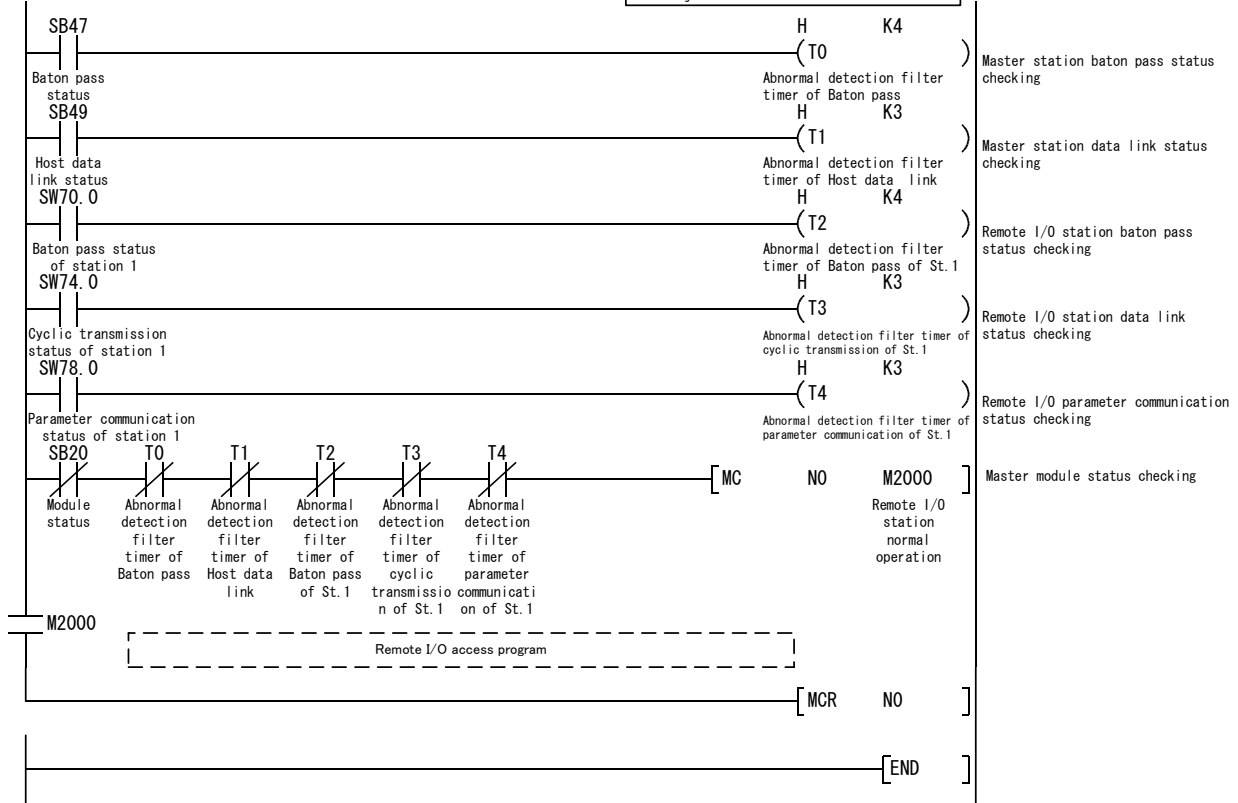 SB47
H K4
(T0 )
Master station baton pass status
checking
Baton pass
status
Abnormal detection filter
timer of Baton pass
SB49
H K3
(T1 )
Master station data link status
checking
Host data
link status
Abnormal detection filter
timer of Host data link
SW70.0
H K4
(T2 )
Remote I/O station baton pass
status checking
Baton pass status
of station 1
Abnormal detection filter
timer of Baton pass of St.1
SW74.0
H K3
(T3 )
Remote I/O station data link
status checking
Cyclic transmission
status of station 1
Abnormal detection filter timer of
cyclic transmission of St.1
SW78.0
H K3
(T4 )
Remote I/O parameter communication
status checking
Parameter communication
status of station 1
Abnormal detection filter timer of
parameter communication of St.1
SB20 T0 T1 T2 T3 T4
[MC N0 M2000 ]
Master module status checking
Module
status
Abnormal
detection
filter
timer of
Baton pass
Abnormal
detection
filter
timer of
Host data
link
Abnormal
detection
filter
timer of
Baton pass
of St.1
Abnormal
detection
filter
timer of
cyclic
transmissio
n of St.1
Abnormal
detection
filter
timer of
parameter
communicati
on of St.1
Remote I/O
station
normal
operation
M2000
Remote I/O access program
[MCR N0 ]
[END ]